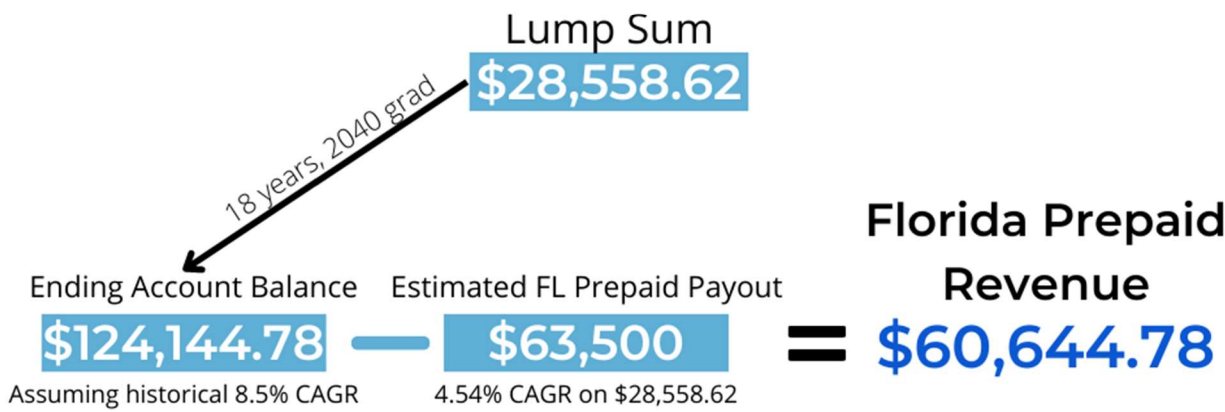 Lump Sum
$28,558.62
18 years, 2040 grad
Ending Account Balance
$124,144.78
Assuming historical 8.5% CAGR
Estimated FL Prepaid Payout
$63,500
4.54% CAGR on $28,558.62
=
Florida Prepaid
Revenue
$60,644.78